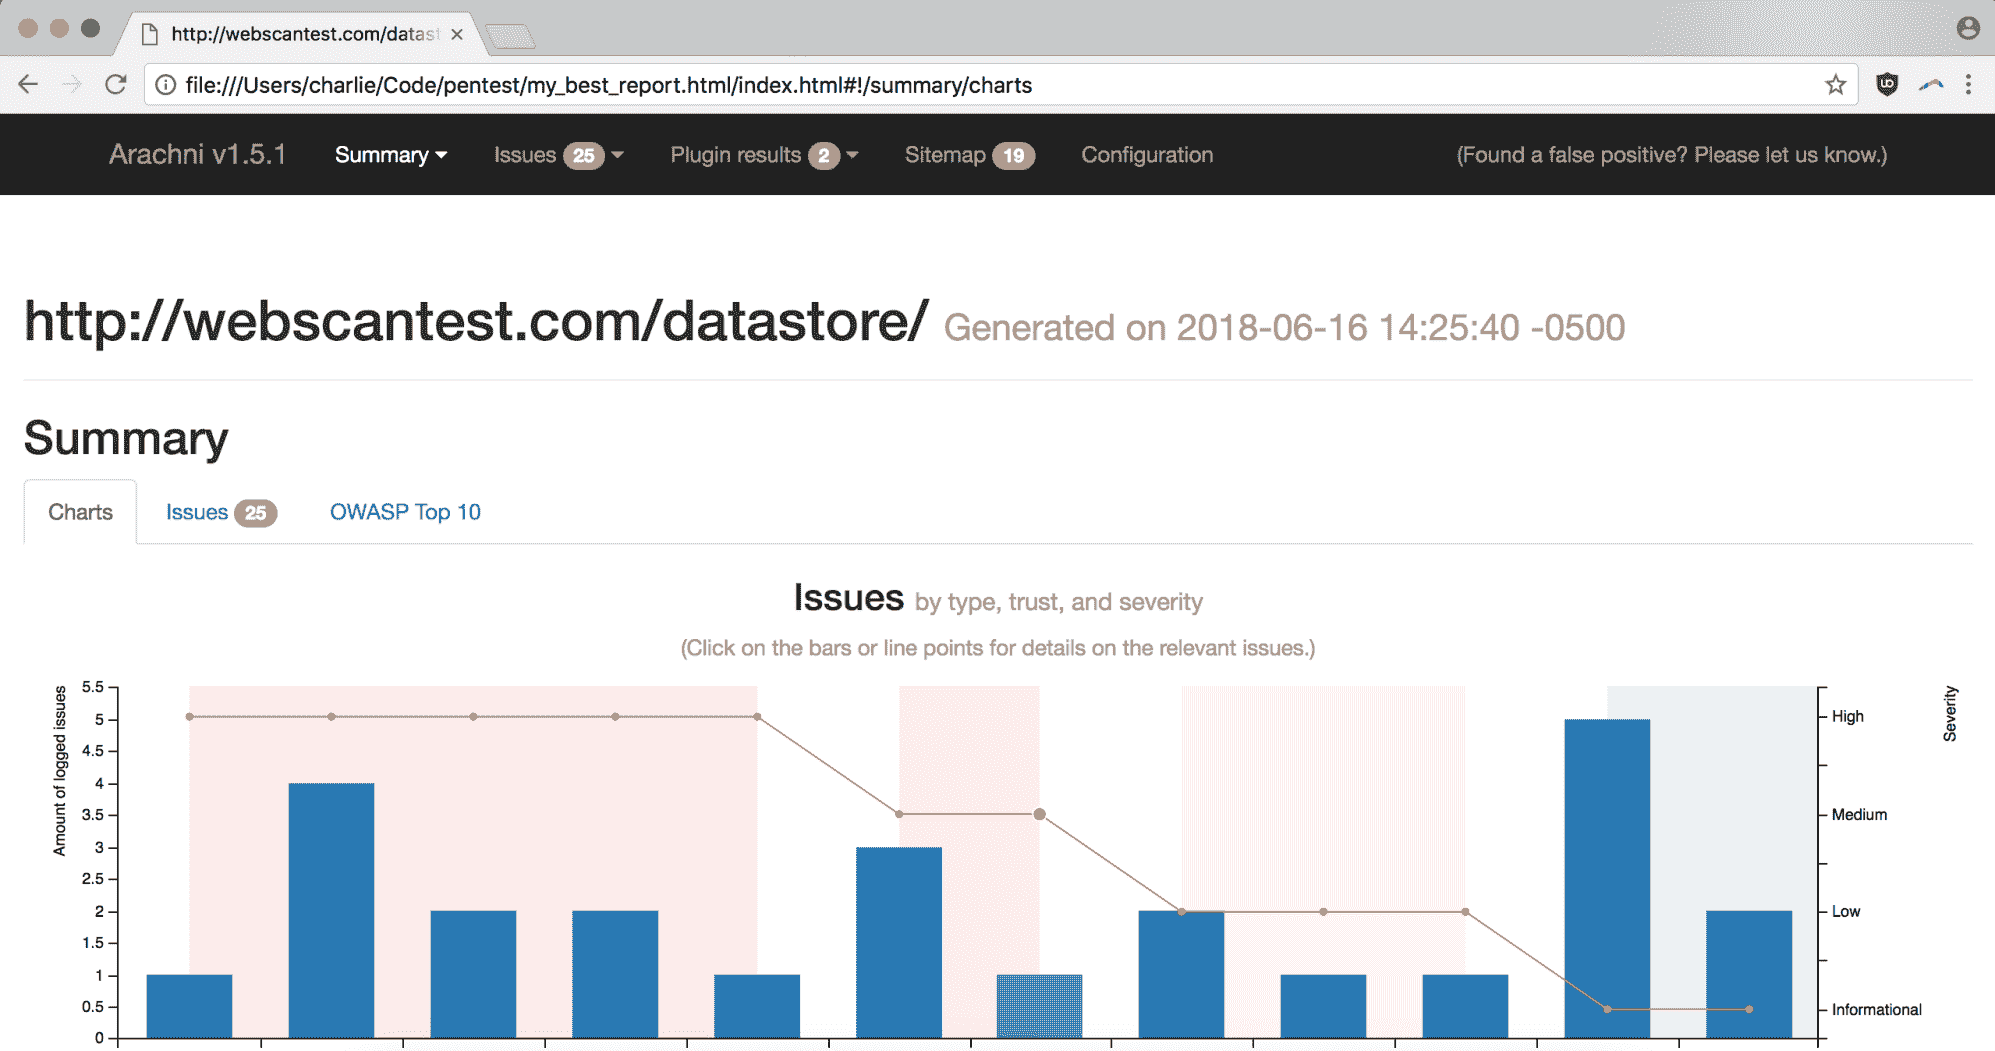 http://webscantest.com/datast
file:///Users/charlie/Code/pentest/my_best_report.html/index.html#!/summary/charts
Arachni v1.5.1 Summary Issues 25 Plugin results 2 Sitemap 19 Configuration (Found a false positive? Please let us know.)
http://webscantest.com/datastore/ Generated on 2018-06-16 14:25:40 -0500
Summary
Charts Issues 25 OWASP Top 10
Issues by type, trust, and severity
(Click on the bars or line points for details on the relevant issues.)
Amount of logged issues
5.5
5
4.5
4
3.5
3
2.5
2
1.5
1
0.5
0
High
Medium
Low
Informational
Severity